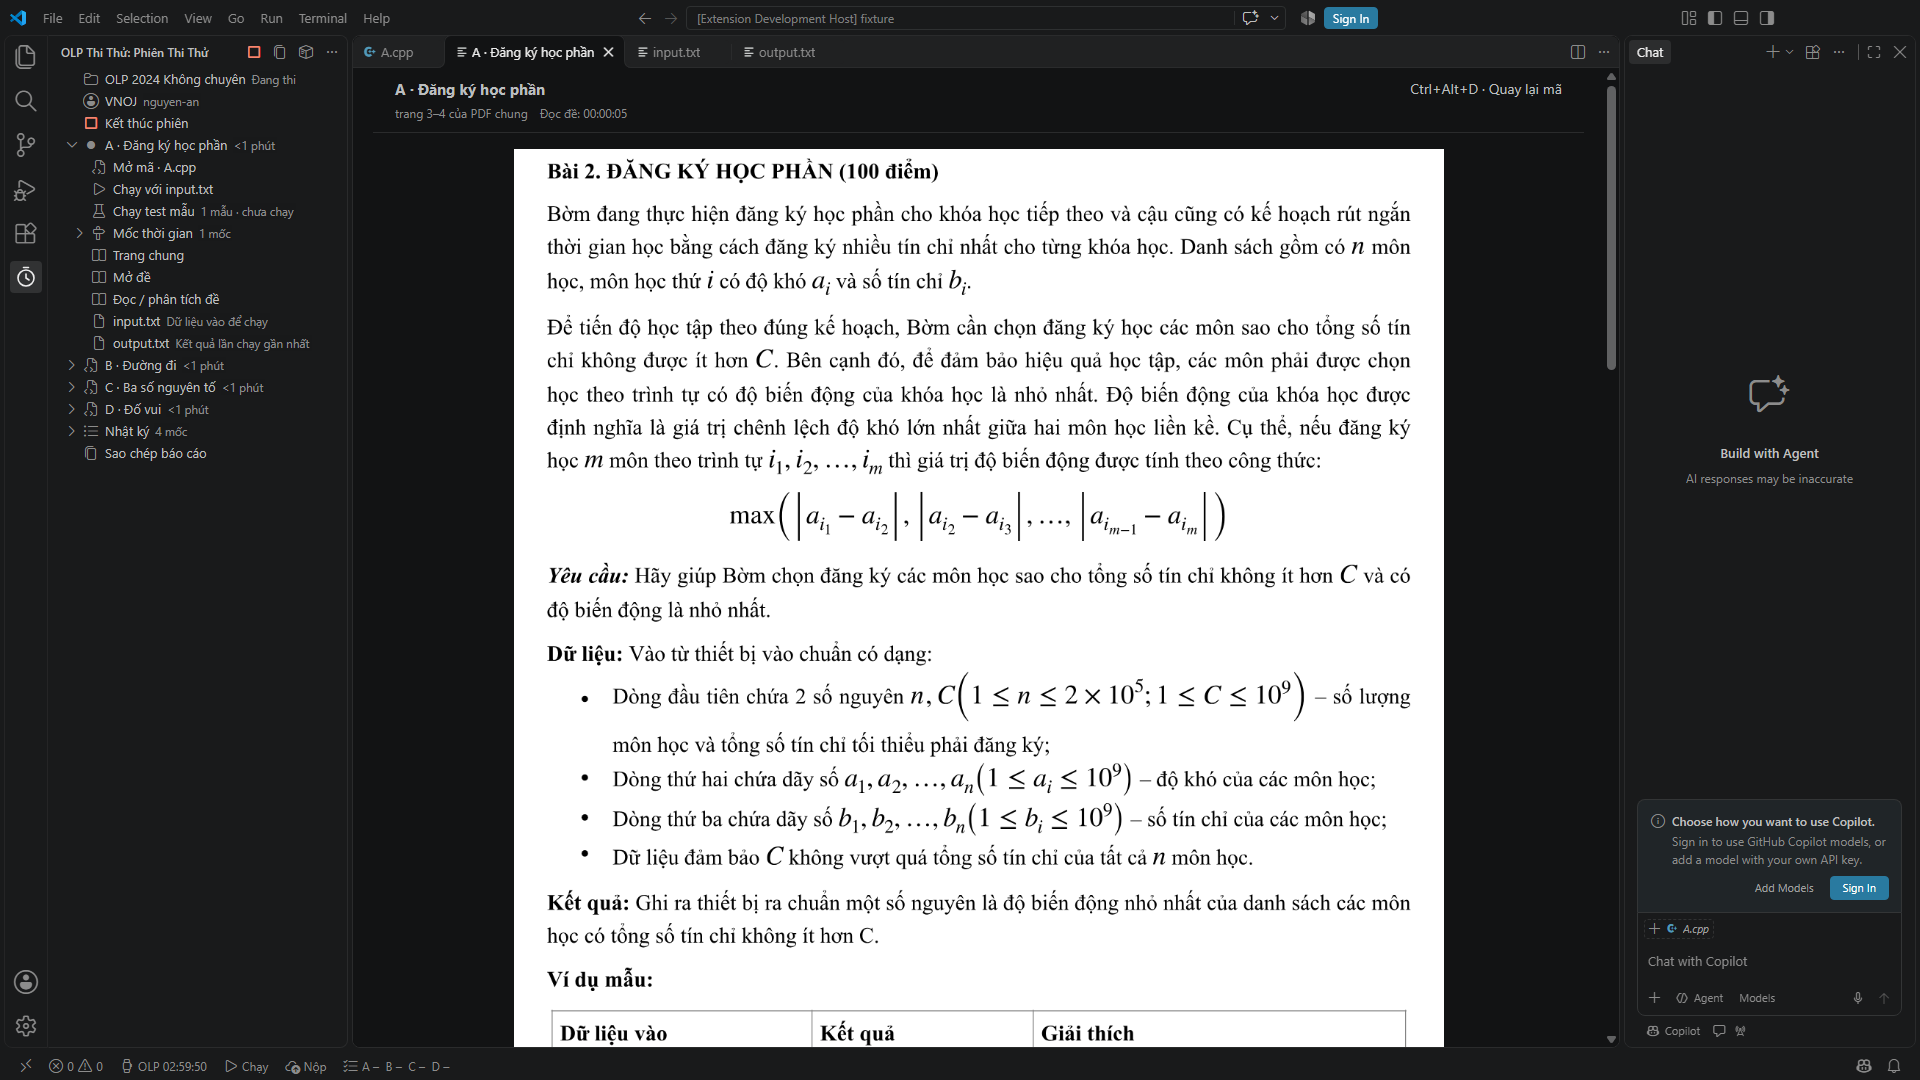 File Edit Selection View Go Run Terminal Help
[Extension Development Host] fixture
Sign In
OLP Thi Thử: Phiên Thi Thử
OLP 2024 Không chuyên Đang thi
VNOJ nguyen-an
Kết thúc phiên
A · Đăng ký học phần <1 phút
Mở mã · A.cpp
Chạy với input.txt
Chạy test mẫu 1 mẫu · chưa chạy
Mốc thời gian 1 mốc
Trang chung
Mở đề
Đọc / phân tích đề
input.txt Dữ liệu vào để chạy
output.txt Kết quả lần chạy gần nhất
B · Đường đi <1 phút
C · Ba số nguyên tố <1 phút
D · Đố vui <1 phút
Nhật ký 4 mốc
Sao chép báo cáo
A.cpp
A · Đăng ký học phần
input.txt
output.txt
A · Đăng ký học phần
Ctrl+Alt+D · Quay lại mã
trang 3–4 của PDF chung Đọc đề: 00:00:05
Bài 2. ĐĂNG KÝ HỌC PHẦN (100 điểm)
Bờm đang thực hiện đăng ký học phần cho khóa học tiếp theo và cậu cũng có kế hoạch rút ngắn
thời gian học bằng cách đăng ký nhiều tín chỉ nhất cho từng khóa học. Danh sách gồm có n môn
học, môn học thứ i có độ khó a_i và số tín chỉ b_i.
Để tiến độ học tập theo đúng kế hoạch, Bờm cần chọn đăng ký học các môn sao cho tổng số tín
chỉ không được ít hơn C. Bên cạnh đó, để đảm bảo hiệu quả học tập, các môn phải được chọn
học theo trình tự có độ biến động của khóa học là nhỏ nhất. Độ biến động của khóa học được
định nghĩa là giá trị chênh lệch độ khó lớn nhất giữa hai môn học liền kề. Cụ thể, nếu đăng ký
học m môn theo trình tự i_1, i_2, …, i_m thì giá trị độ biến động được tính theo công thức:
max(|a_{i_1} − a_{i_2}|, |a_{i_2} − a_{i_3}|, …, |a_{i_{m−1}} − a_{i_m}|)
Yêu cầu: Hãy giúp Bờm chọn đăng ký các môn học sao cho tổng số tín chỉ không ít hơn C và có
độ biến động là nhỏ nhất.
Dữ liệu: Vào từ thiết bị vào chuẩn có dạng:
• Dòng đầu tiên chứa 2 số nguyên n, C(1 ≤ n ≤ 2 × 10^5; 1 ≤ C ≤ 10^9) – số lượng
môn học và tổng số tín chỉ tối thiểu phải đăng ký;
• Dòng thứ hai chứa dãy số a_1, a_2, …, a_n(1 ≤ a_i ≤ 10^9) – độ khó của các môn học;
• Dòng thứ ba chứa dãy số b_1, b_2, …, b_n(1 ≤ b_i ≤ 10^9) – số tín chỉ của các môn học;
• Dữ liệu đảm bảo C không vượt quá tổng số tín chỉ của tất cả n môn học.
Kết quả: Ghi ra thiết bị ra chuẩn một số nguyên là độ biến động nhỏ nhất của danh sách các môn
học có tổng số tín chỉ không ít hơn C.
Ví dụ mẫu:
Dữ liệu vào Kết quả Giải thích
Chat
Build with Agent
AI responses may be inaccurate
Choose how you want to use Copilot.
Sign in to use GitHub Copilot models, or
add a model with your own API key.
Add Models Sign In
A.cpp
Chat with Copilot
Agent Models
Copilot
0 0 OLP 02:59:50 Chạy Nộp A – B – C – D –